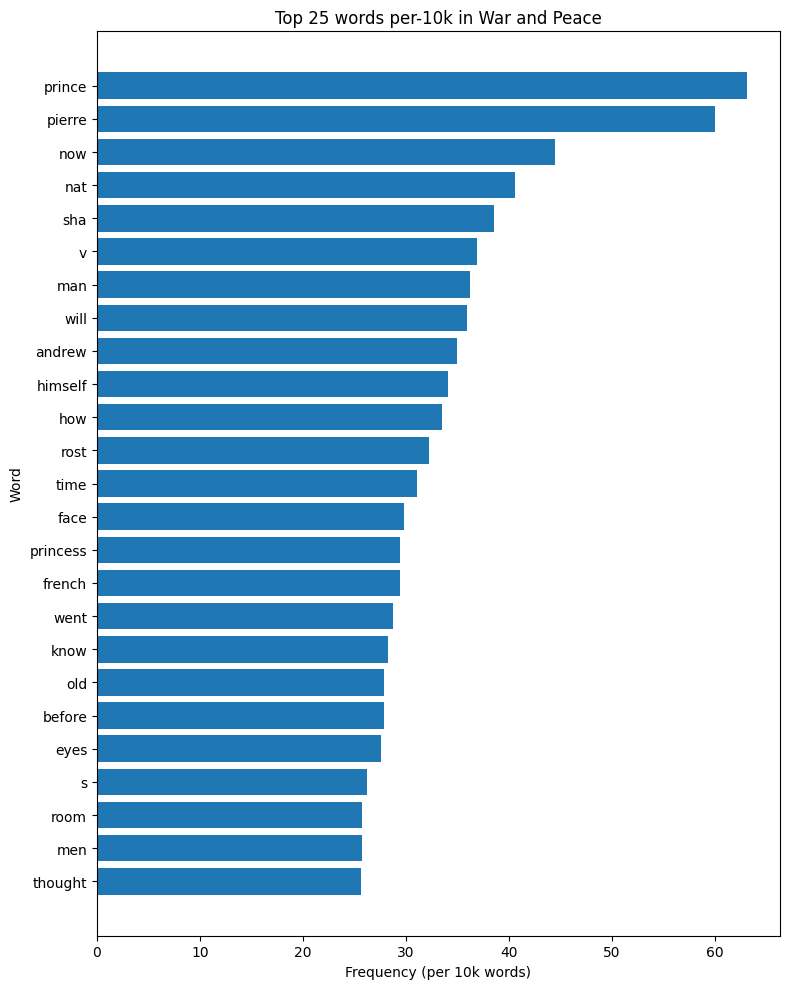 Top 25 words per-10k in War and Peace
prince
pierre
now
nat
sha
v
man
will
andrew
himself
how
rost
time
face
princess
french
went
know
old
before
eyes
s
room
men
thought
Word
0 10 20 30 40 50 60
Frequency (per 10k words)